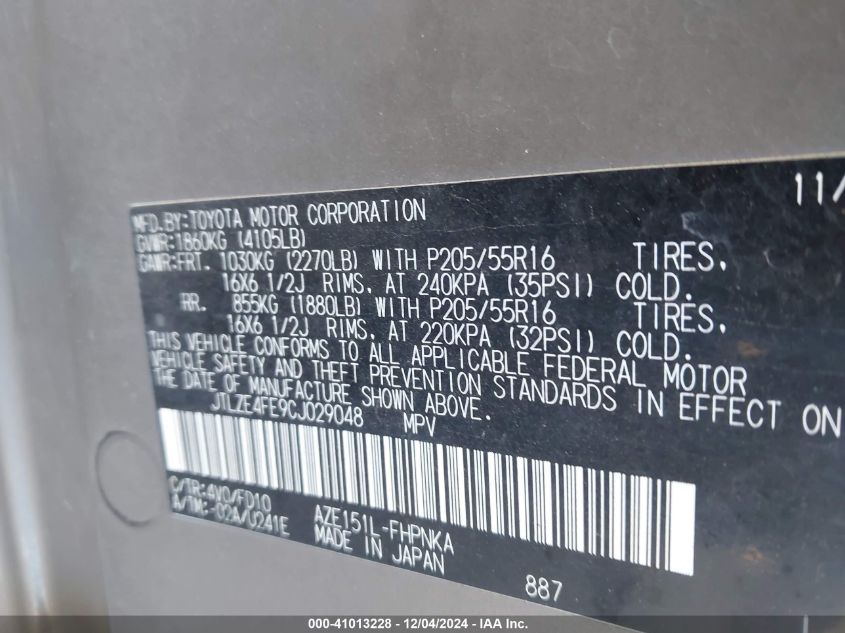 11/
MFD.BY:TOYOTA MOTOR CORPORATION
GVWR:1860KG (4105LB)
GAWR:FRT. 1030KG (2270LB) WITH P205/55R16 TIRES,
16X6 1/2J RIMS, AT 240KPA (35PSI) COLD.
RR. 855KG (1880LB) WITH P205/55R16 TIRES,
16X6 1/2J RIMS, AT 220KPA (32PSI) COLD.
THIS VEHICLE CONFORMS TO ALL APPLICABLE FEDERAL MOTOR
VEHICLE SAFETY AND THEFT PREVENTION STANDARDS IN EFFECT ON
THE DATE OF MANUFACTURE SHOWN ABOVE.
JTLZE4FE9CJ029048 MPV
C/TR:4V0/FD10
A/TM:-02A/U241E
AZE151L-FHPNKA
MADE IN JAPAN
887
000-41013228 - 12/04/2024 - IAA Inc.